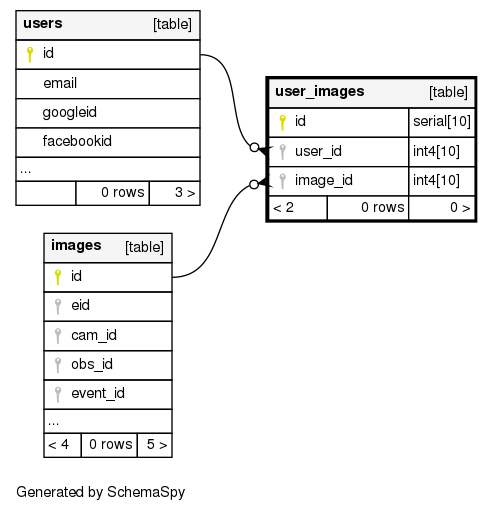 users [table]
id
email
googleid
facebookid
...
0 rows 3 >
user_images [table]
id serial[10]
user_id int4[10]
image_id int4[10]
< 2 0 rows 0 >
images [table]
id
eid
cam_id
obs_id
event_id
...
< 4 0 rows 5 >
Generated by SchemaSpy